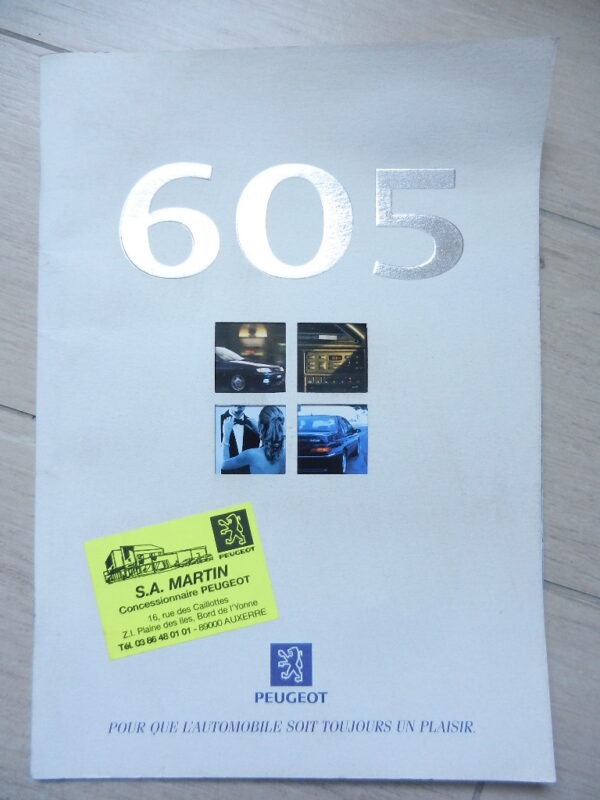 605
PEUGEOT
S.A. MARTIN
Concessionnaire PEUGEOT
16, rue des Caillottes
Z.I. Plaine des Iles, Bord de l'Yonne
Tél. 03 86 48 01 01 - 89000 AUXERRE
PEUGEOT
POUR QUE L'AUTOMOBILE SOIT TOUJOURS UN PLAISIR.